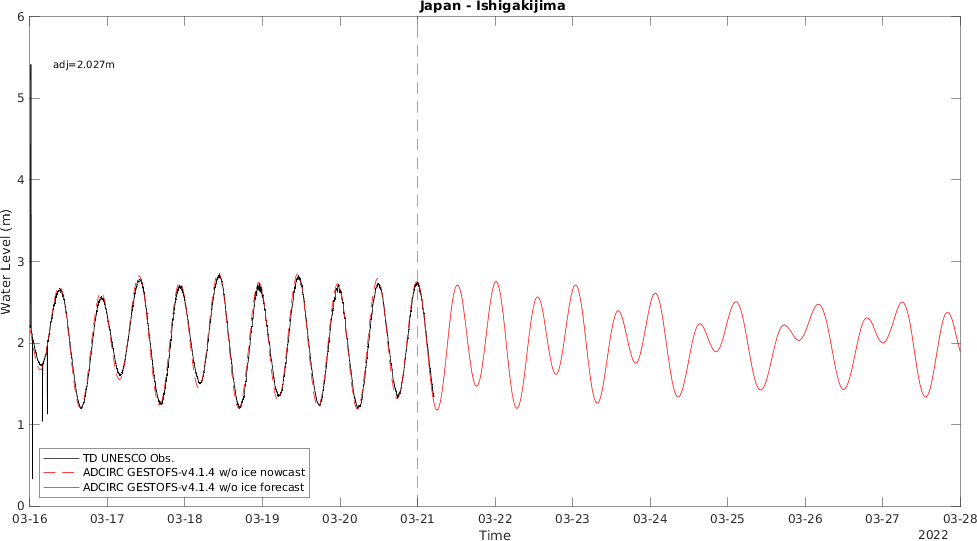 Japan - Ishigakijima
6
adj=2.027m
5
4
3
Water Level (m)
2
1
TD UNESCO Obs.
ADCIRC GESTOFS-v4.1.4 w/o ice nowcast
ADCIRC GESTOFS-v4.1.4 w/o ice forecast
0
03-16 03-17 03-18 03-19 03-20 03-21 03-22 03-23 03-24 03-25 03-26 03-27 03-28
Time
2022